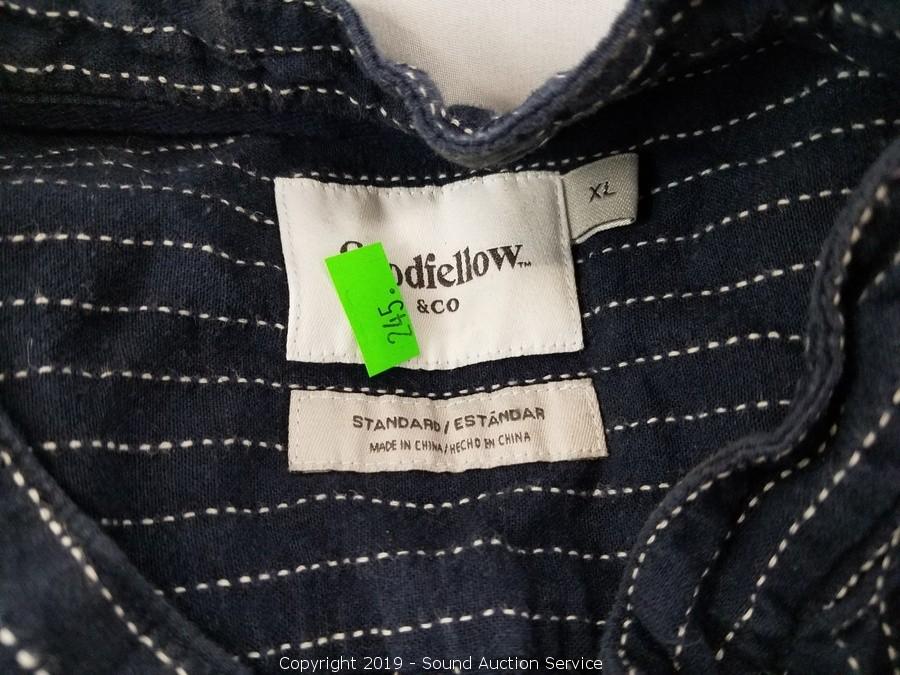 XL
Goodfellow™
&CO
245.
STANDARD / ESTÁNDAR
MADE IN CHINA / HECHO EN CHINA
Copyright 2019 - Sound Auction Service